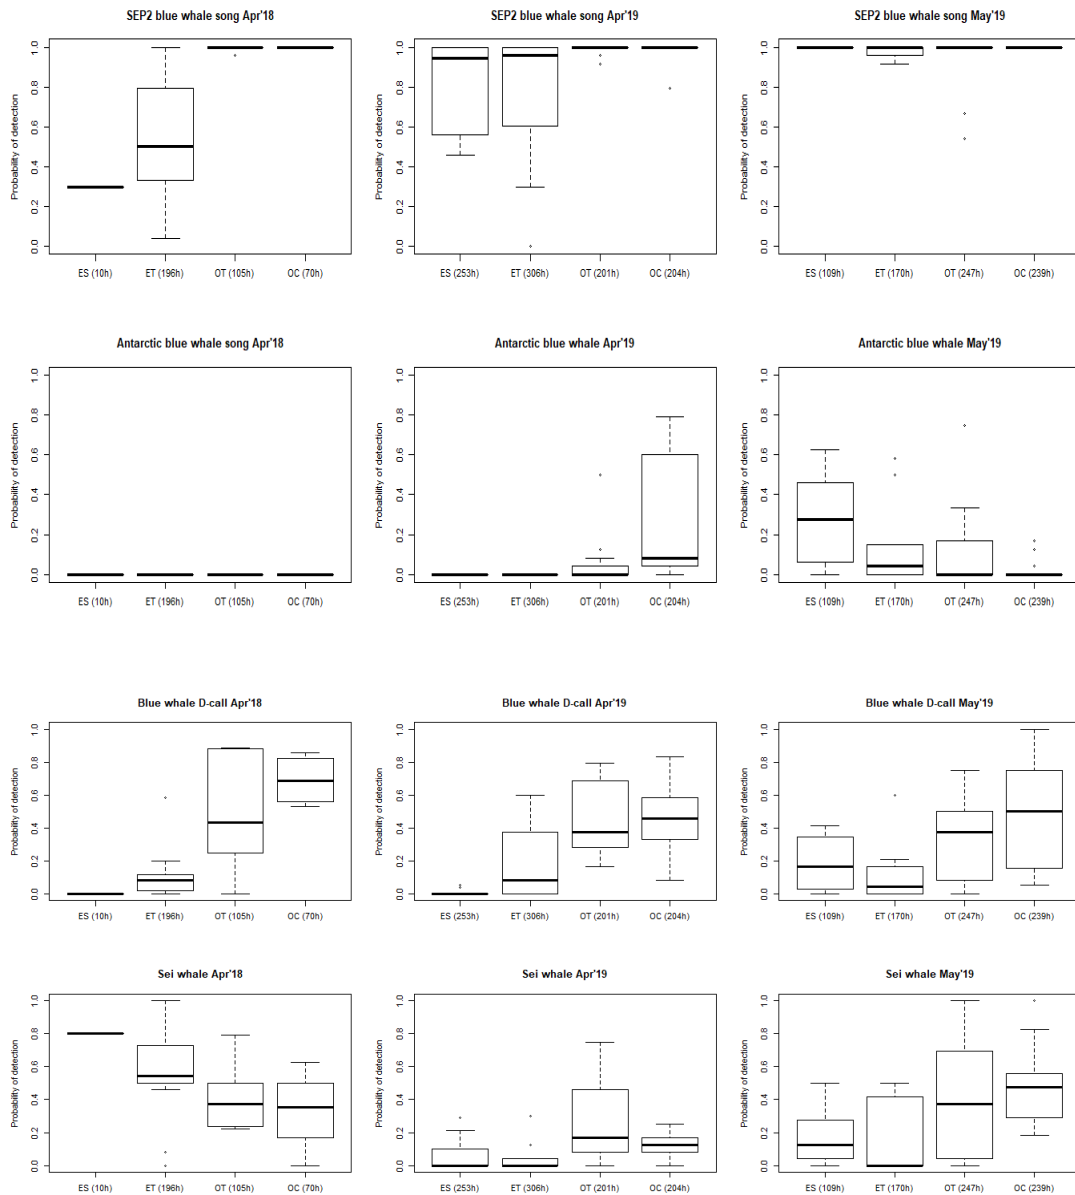 SEP2 blue whale song Apr'18
Probability of detection
0.0 0.2 0.4 0.6 0.8 1.0
ES (10h) ET (196h) OT (105h) OC (70h)
SEP2 blue whale song Apr'19
Probability of detection
0.0 0.2 0.4 0.6 0.8 1.0
ES (253h) ET (306h) OT (201h) OC (204h)
SEP2 blue whale song May'19
Probability of detection
0.0 0.2 0.4 0.6 0.8 1.0
ES (109h) ET (170h) OT (247h) OC (239h)
Antarctic blue whale song Apr'18
Probability of detection
0.0 0.2 0.4 0.6 0.8 1.0
ES (10h) ET (196h) OT (105h) OC (70h)
Antarctic blue whale Apr'19
Probability of detection
0.0 0.2 0.4 0.6 0.8 1.0
ES (253h) ET (306h) OT (201h) OC (204h)
Antarctic blue whale May'19
Probability of detection
0.0 0.2 0.4 0.6 0.8 1.0
ES (109h) ET (170h) OT (247h) OC (239h)
Blue whale D-call Apr'18
Probability of detection
0.0 0.2 0.4 0.6 0.8 1.0
ES (10h) ET (196h) OT (105h) OC (70h)
Blue whale D-call Apr'19
Probability of detection
0.0 0.2 0.4 0.6 0.8 1.0
ES (253h) ET (306h) OT (201h) OC (204h)
Blue whale D-call May'19
Probability of detection
0.0 0.2 0.4 0.6 0.8 1.0
ES (109h) ET (170h) OT (247h) OC (239h)
Sei whale Apr'18
Probability of detection
0.0 0.2 0.4 0.6 0.8 1.0
ES (10h) ET (196h) OT (105h) OC (70h)
Sei whale Apr'19
Probability of detection
0.0 0.2 0.4 0.6 0.8 1.0
ES (253h) ET (306h) OT (201h) OC (204h)
Sei whale May'19
Probability of detection
0.0 0.2 0.4 0.6 0.8 1.0
ES (109h) ET (170h) OT (247h) OC (239h)